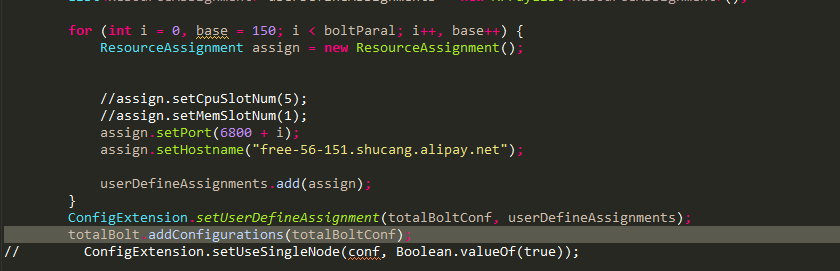 for (int i = 0, base = 150; i < boltParal; i++, base++) {
ResourceAssignment assign = new ResourceAssignment();
//assign.setCpuSlotNum(5);
//assign.setMemSlotNum(1);
assign.setPort(6800 + i);
assign.setHostname("free-56-151.shucang.alipay.net");
userDefineAssignments.add(assign);
}
ConfigExtension.setUserDefineAssignment(totalBoltConf, userDefineAssignments);
totalBolt.addConfigurations(totalBoltConf);
// ConfigExtension.setUseSingleNode(conf, Boolean.valueOf(true));